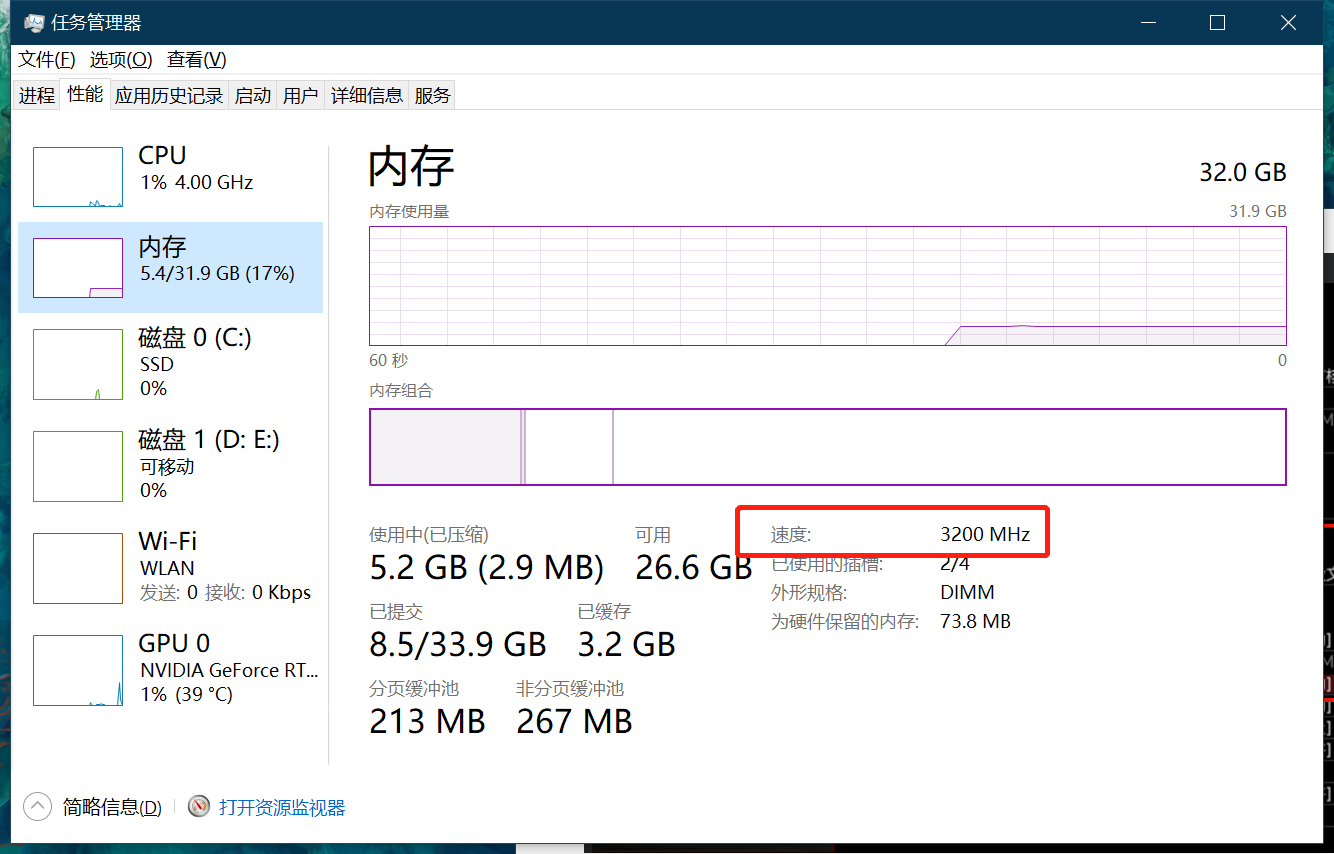 任务管理器
文件(F) 选项(O) 查看(V)
进程 性能 应用历史记录 启动 用户 详细信息 服务
CPU
1% 4.00 GHz
内存
5.4/31.9 GB (17%)
磁盘 0 (C:)
SSD
0%
磁盘 1 (D: E:)
可移动
0%
Wi-Fi
WLAN
发送: 0 接收: 0 Kbps
GPU 0
NVIDIA GeForce RT...
1% (39 °C)
内存
32.0 GB
内存使用量
31.9 GB
60 秒
0
内存组合
使用中(已压缩)
5.2 GB (2.9 MB)
可用
26.6 GB
已提交
8.5/33.9 GB
已缓存
3.2 GB
分页缓冲池
213 MB
非分页缓冲池
267 MB
速度: 3200 MHz
已使用的插槽: 2/4
外形规格: DIMM
为硬件保留的内存: 73.8 MB
简略信息(D)
打开资源监视器